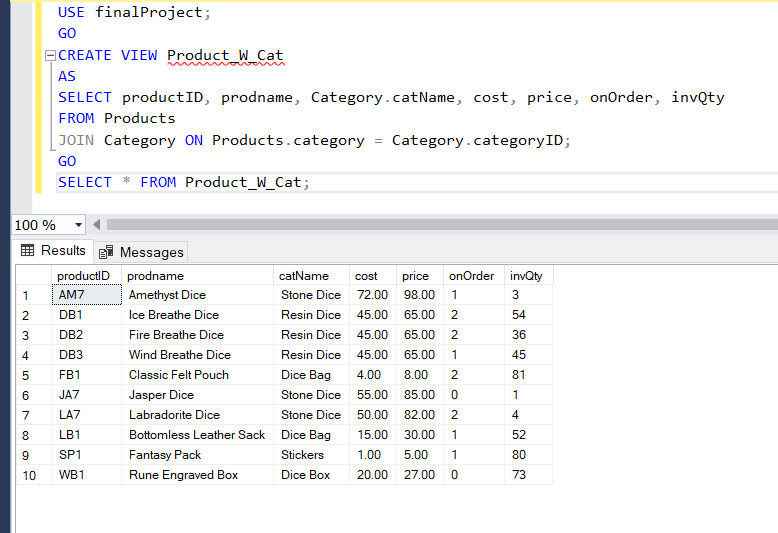 USE finalProject;
GO
CREATE VIEW Product_W_Cat
AS
SELECT productID, prodname, Category.catName, cost, price, onOrder, invQty
FROM Products
JOIN Category ON Products.category = Category.categoryID;
GO
SELECT * FROM Product_W_Cat;
100 %
Results Messages
productID prodname catName cost price onOrder invQty
1 AM7 Amethyst Dice Stone Dice 72.00 98.00 1 3
2 DB1 Ice Breathe Dice Resin Dice 45.00 65.00 2 54
3 DB2 Fire Breathe Dice Resin Dice 45.00 65.00 2 36
4 DB3 Wind Breathe Dice Resin Dice 45.00 65.00 1 45
5 FB1 Classic Felt Pouch Dice Bag 4.00 8.00 2 81
6 JA7 Jasper Dice Stone Dice 55.00 85.00 0 1
7 LA7 Labradorite Dice Stone Dice 50.00 82.00 2 4
8 LB1 Bottomless Leather Sack Dice Bag 15.00 30.00 1 52
9 SP1 Fantasy Pack Stickers 1.00 5.00 1 80
10 WB1 Rune Engraved Box Dice Box 20.00 27.00 0 73